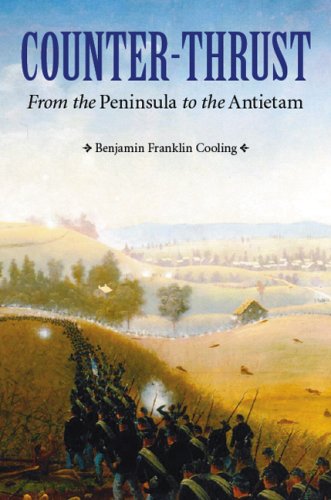 COUNTER-THRUST
From the Peninsula to the Antietam
Benjamin Franklin Cooling